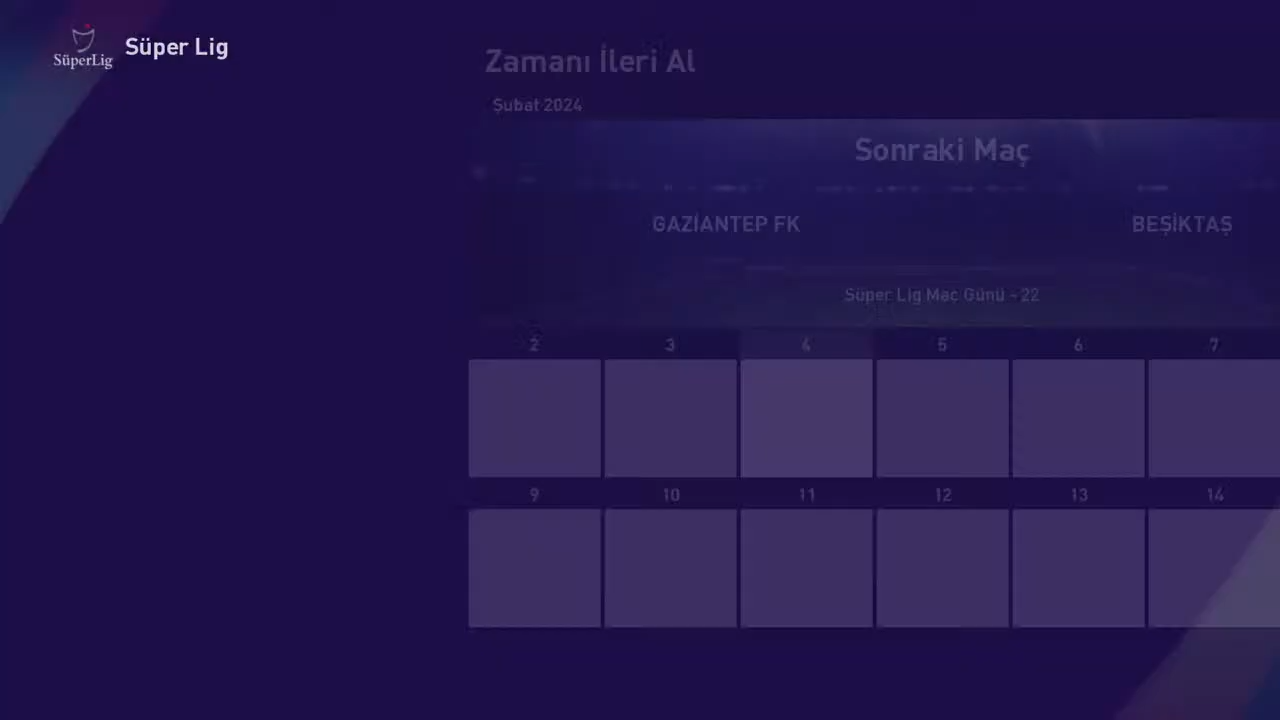 SüperLig
Süper Lig
Zamanı İleri Al
Şubat 2024
Sonraki Maç
GAZİANTEP FK
BEŞİKTAŞ
Süper Lig Maç Günü - 22
2 3 4 5 6 7
9 10 11 12 13 14